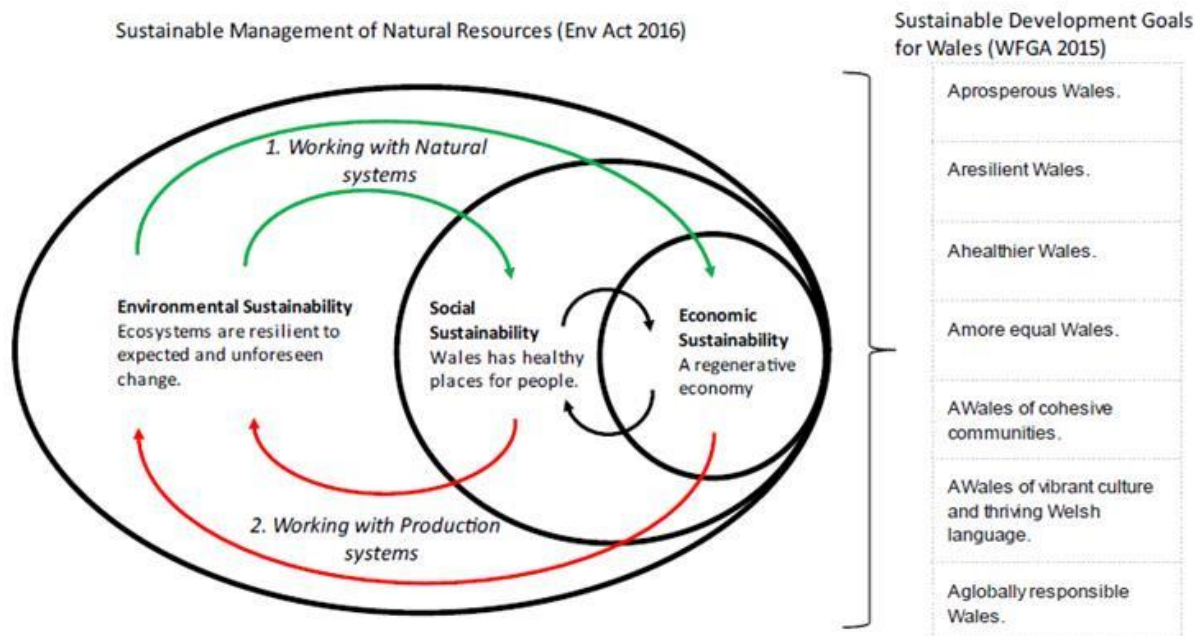 Sustainable Management of Natural Resources (Env Act 2016)
Sustainable Development Goals
for Wales (WFGA 2015)
1. Working with Natural
systems
Environmental Sustainability
Ecosystems are resilient to
expected and unforeseen
change.
Social
Sustainability
Wales has healthy
places for people.
Economic
Sustainability
A regenerative
economy
2. Working with Production
systems
Aprosperous Wales.
Aresilient Wales.
Ahealthier Wales.
Amore equal Wales.
AWales of cohesive
communities.
AWales of vibrant culture
and thriving Welsh
language.
Aglobally responsible
Wales.